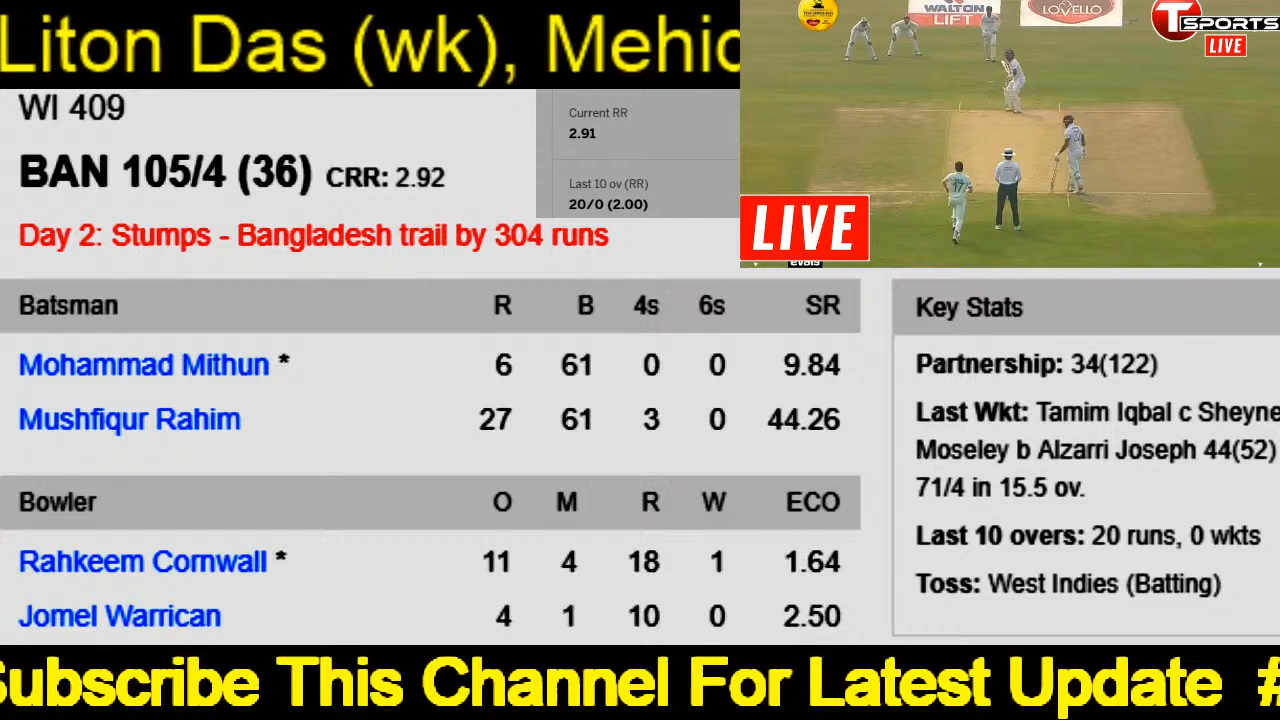 Liton Das (wk), Mehid
WI 409
BAN 105/4 (36) CRR: 2.92
Day 2: Stumps - Bangladesh trail by 304 runs
Current RR
2.91
Last 10 ov (RR)
20/0 (2.00)
WALTON
LIFT
LOVELLO
T SPORTS
LIVE
17
LIVE
evals
Batsman R B 4s 6s SR
Mohammad Mithun * 6 61 0 0 9.84
Mushfiqur Rahim 27 61 3 0 44.26
Bowler O M R W ECO
Rahkeem Cornwall * 11 4 18 1 1.64
Jomel Warrican 4 1 10 0 2.50
Key Stats
Partnership: 34(122)
Last Wkt: Tamim Iqbal c Sheyne
Moseley b Alzarri Joseph 44(52)
71/4 in 15.5 ov.
Last 10 overs: 20 runs, 0 wkts
Toss: West Indies (Batting)
Subscribe This Channel For Latest Update #